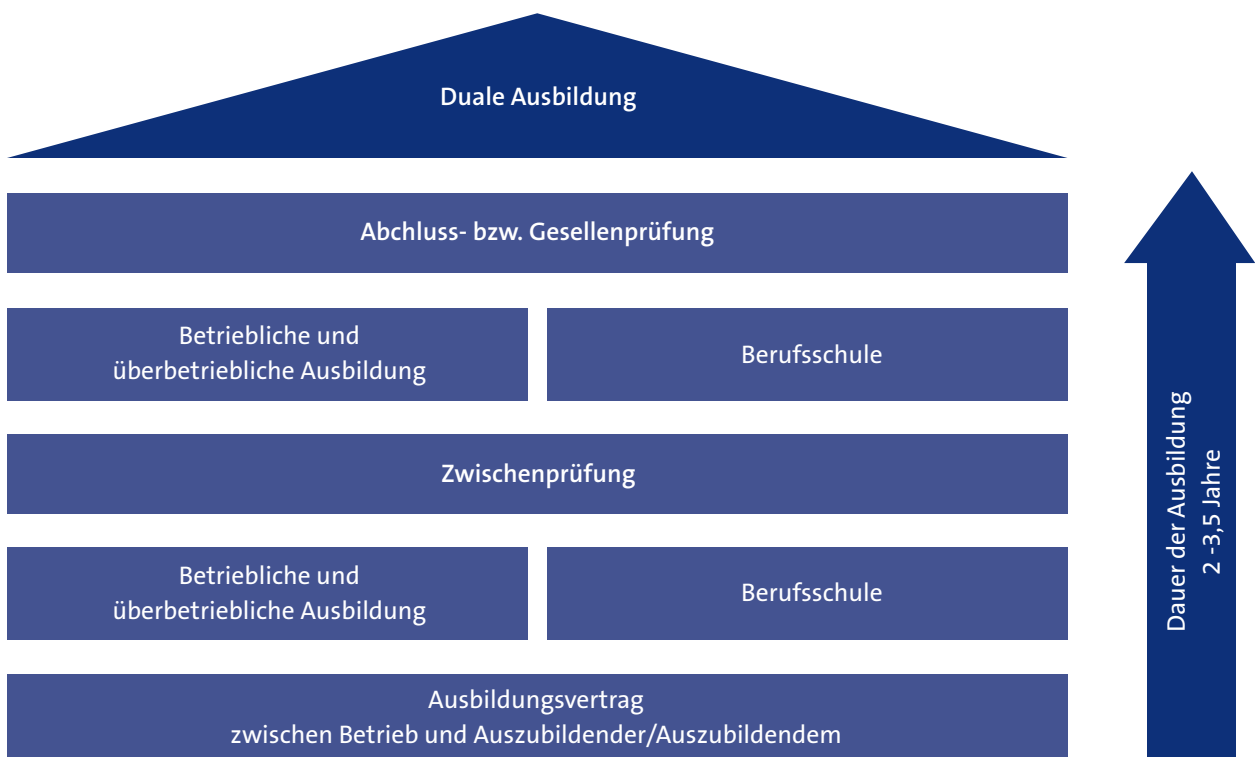 Duale Ausbildung
Abschluss- bzw. Gesellenprüfung
Betriebliche und
überbetriebliche Ausbildung
Berufsschule
Zwischenprüfung
Betriebliche und
überbetriebliche Ausbildung
Berufsschule
Ausbildungsvertrag
zwischen Betrieb und Auszubildender/Auszubildendem
Dauer der Ausbildung
2 -3,5 Jahre